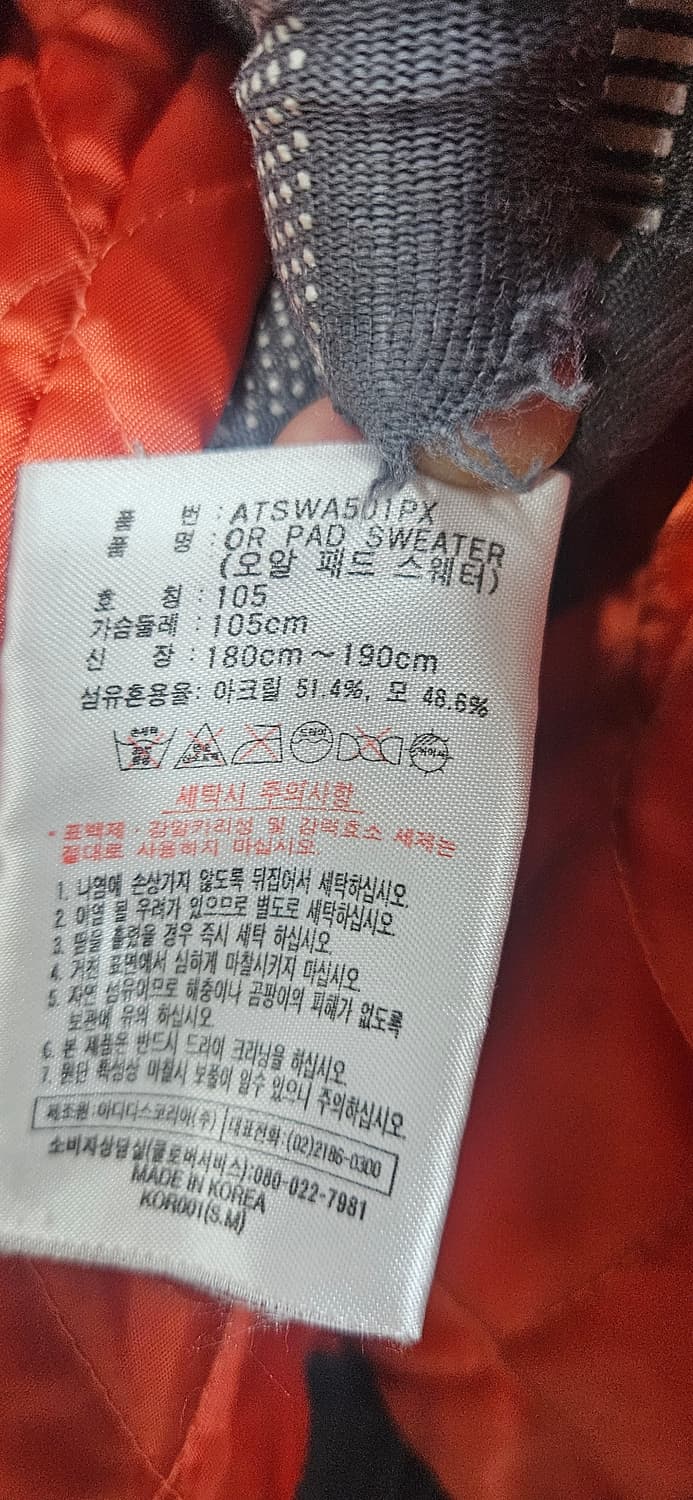 품 번 : ATSWA501PX
품 명 : OR PAD SWEATER
(오알 패드 스웨터)
호 칭 : 105
가슴둘레 : 105cm
신 장 : 180cm~190cm
섬유혼용율: 아크릴 51.4%, 모 48.6%
드라이
세탁시 주의사항
• 표백제 · 강알카리성 및 강력효소 세제는
절대로 사용하지 마십시오
1. 나염에 손상가지 않도록 뒤집어서 세탁하십시오.
2 이염 될 우려가 있으므로 별도로 세탁하십시오.
3. 땀을 흘렸을 경우 즉시 세탁 하십시오
4. 거친 표면에서 심하게 마찰시키지 마십시오
5. 자연 섬유이므로 해충이나 곰팡이의 피해가 없도록
보관에 유의 하십시오
6. 본 제품은 반드시 드라이 크리닝을 하십시오
7. 원단 특성상 마찰시 보풀이 일수 있으니 주의하십시오.
제조원:아디다스코리아(주) 대표전화:(02)2186-0300
소비자상담실(클로버서비스):080-022-7981
MADE IN KOREA
KOR001(S.M)